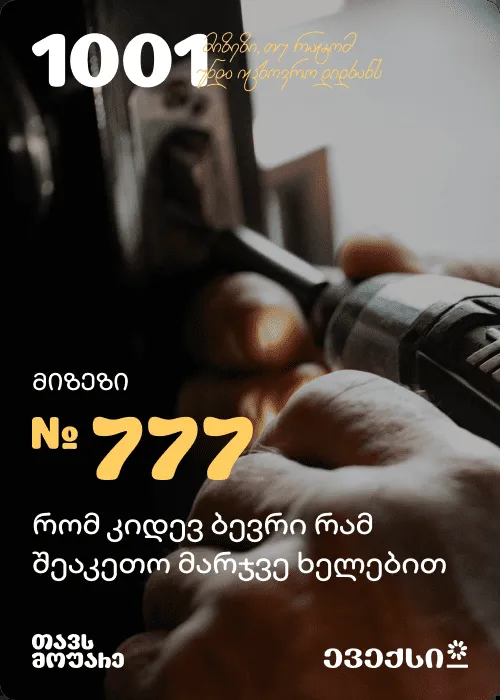 1001 მიზეზი, თუ რატომ
უნდა იცხოვრო დიდხანს
მიზეზი
№ 777
რომ კიდევ ბევრი რამ
შეაკეთო მარჯვე ხელებით
თავს
მოუარე
ევექსი